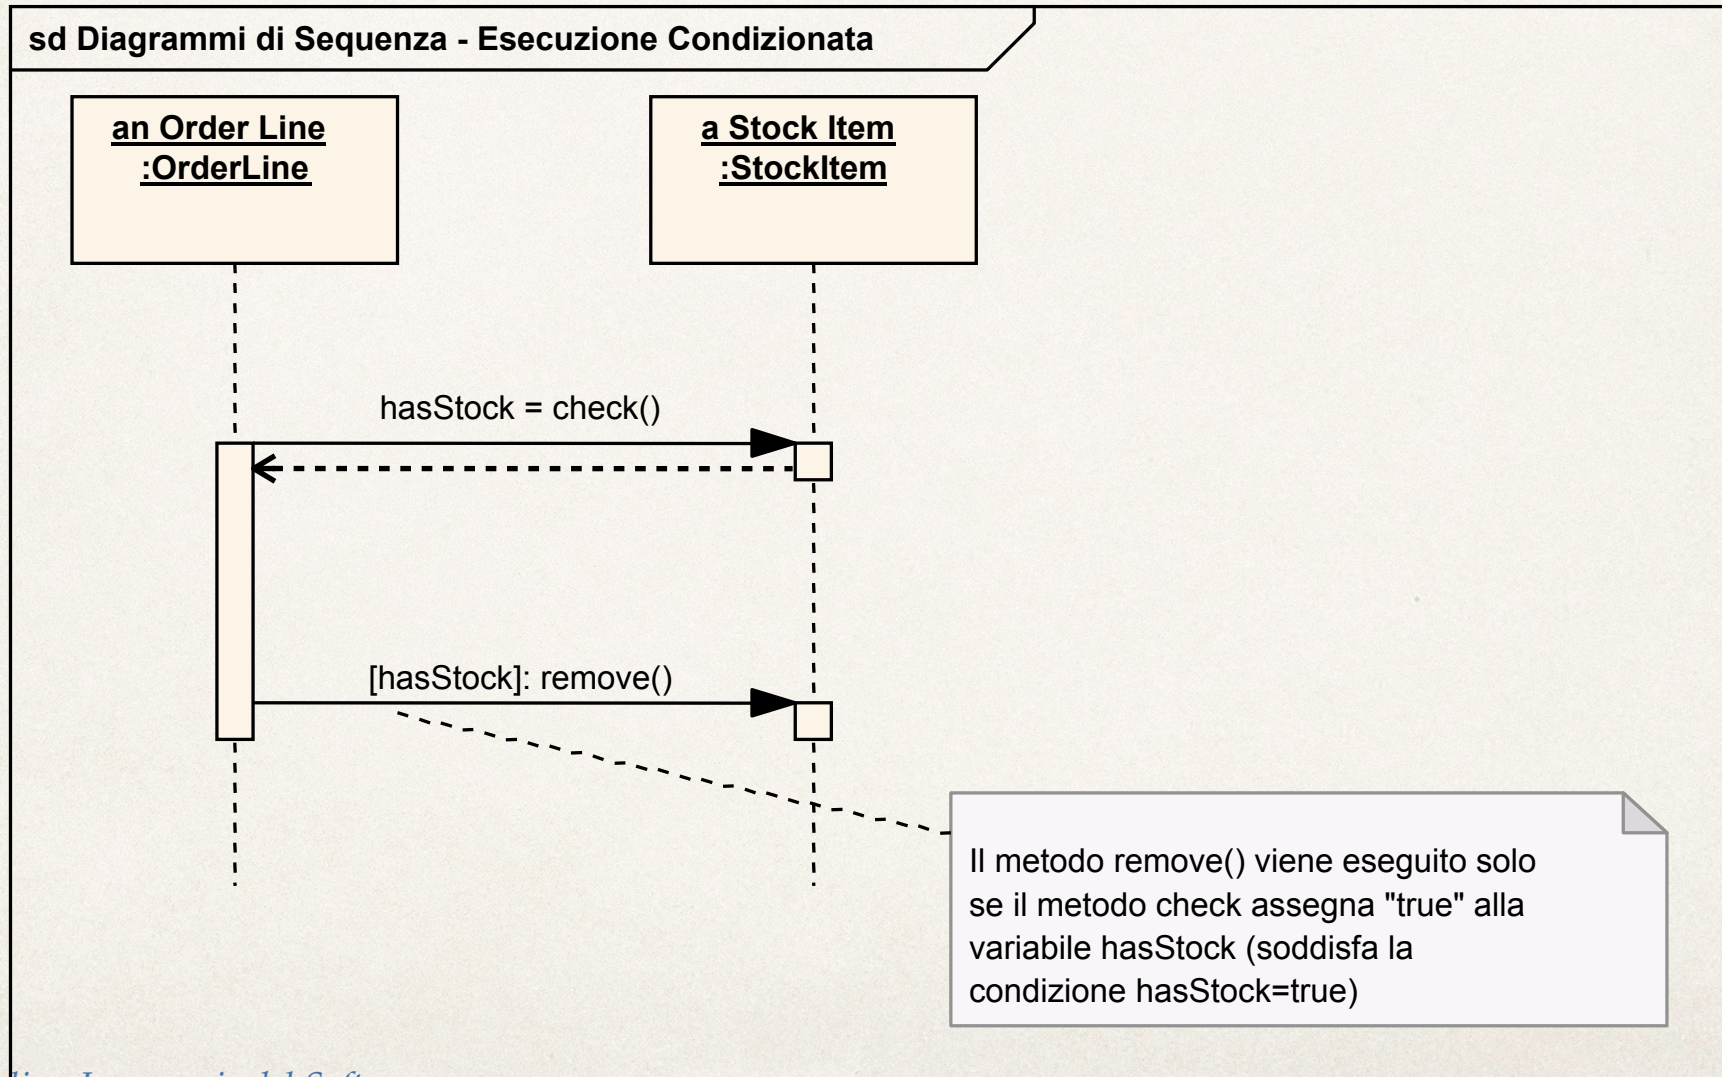 sd Diagrammi di Sequenza - Esecuzione Condizionata
an Order Line
:OrderLine
a Stock Item
:StockItem
hasStock = check()
[hasStock]: remove()
Il metodo remove() viene eseguito solo
se il metodo check assegna "true" alla
variabile hasStock (soddisfa la
condizione hasStock=true)